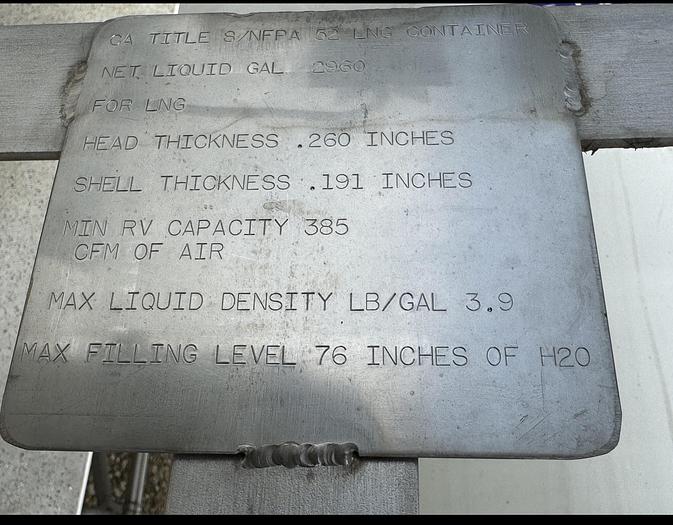 CA TITLE 8/NFPA 52 LNG CONTAINER
NET LIQUID GAL 2960
FOR LNG
HEAD THICKNESS .260 INCHES
SHELL THICKNESS .191 INCHES
MIN RV CAPACITY 385
CFM OF AIR
MAX LIQUID DENSITY LB/GAL 3.9
MAX FILLING LEVEL 76 INCHES OF H2O